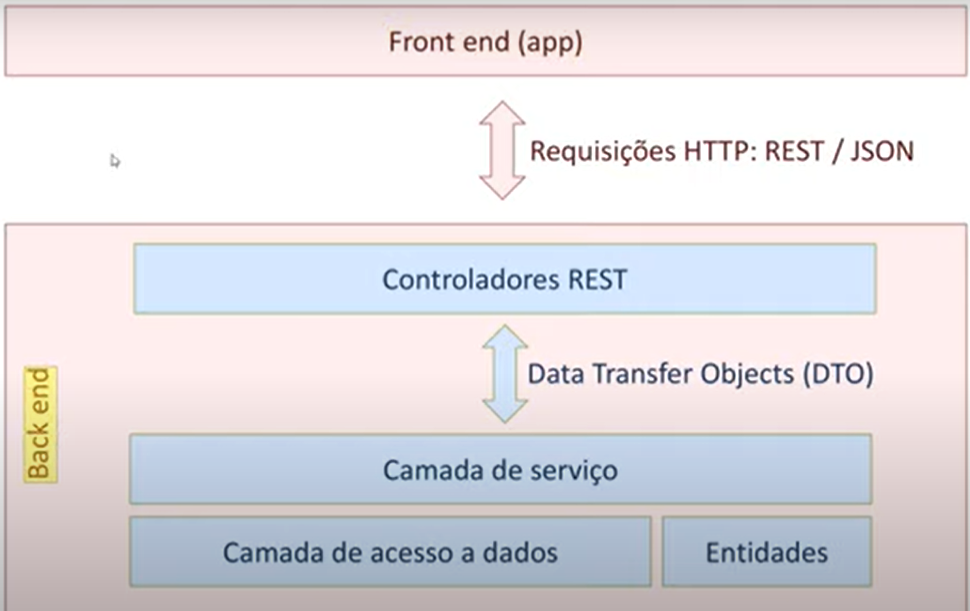 Front end (app)
Requisições HTTP: REST / JSON
Controladores REST
Data Transfer Objects (DTO)
Back end
Camada de serviço
Camada de acesso a dados
Entidades